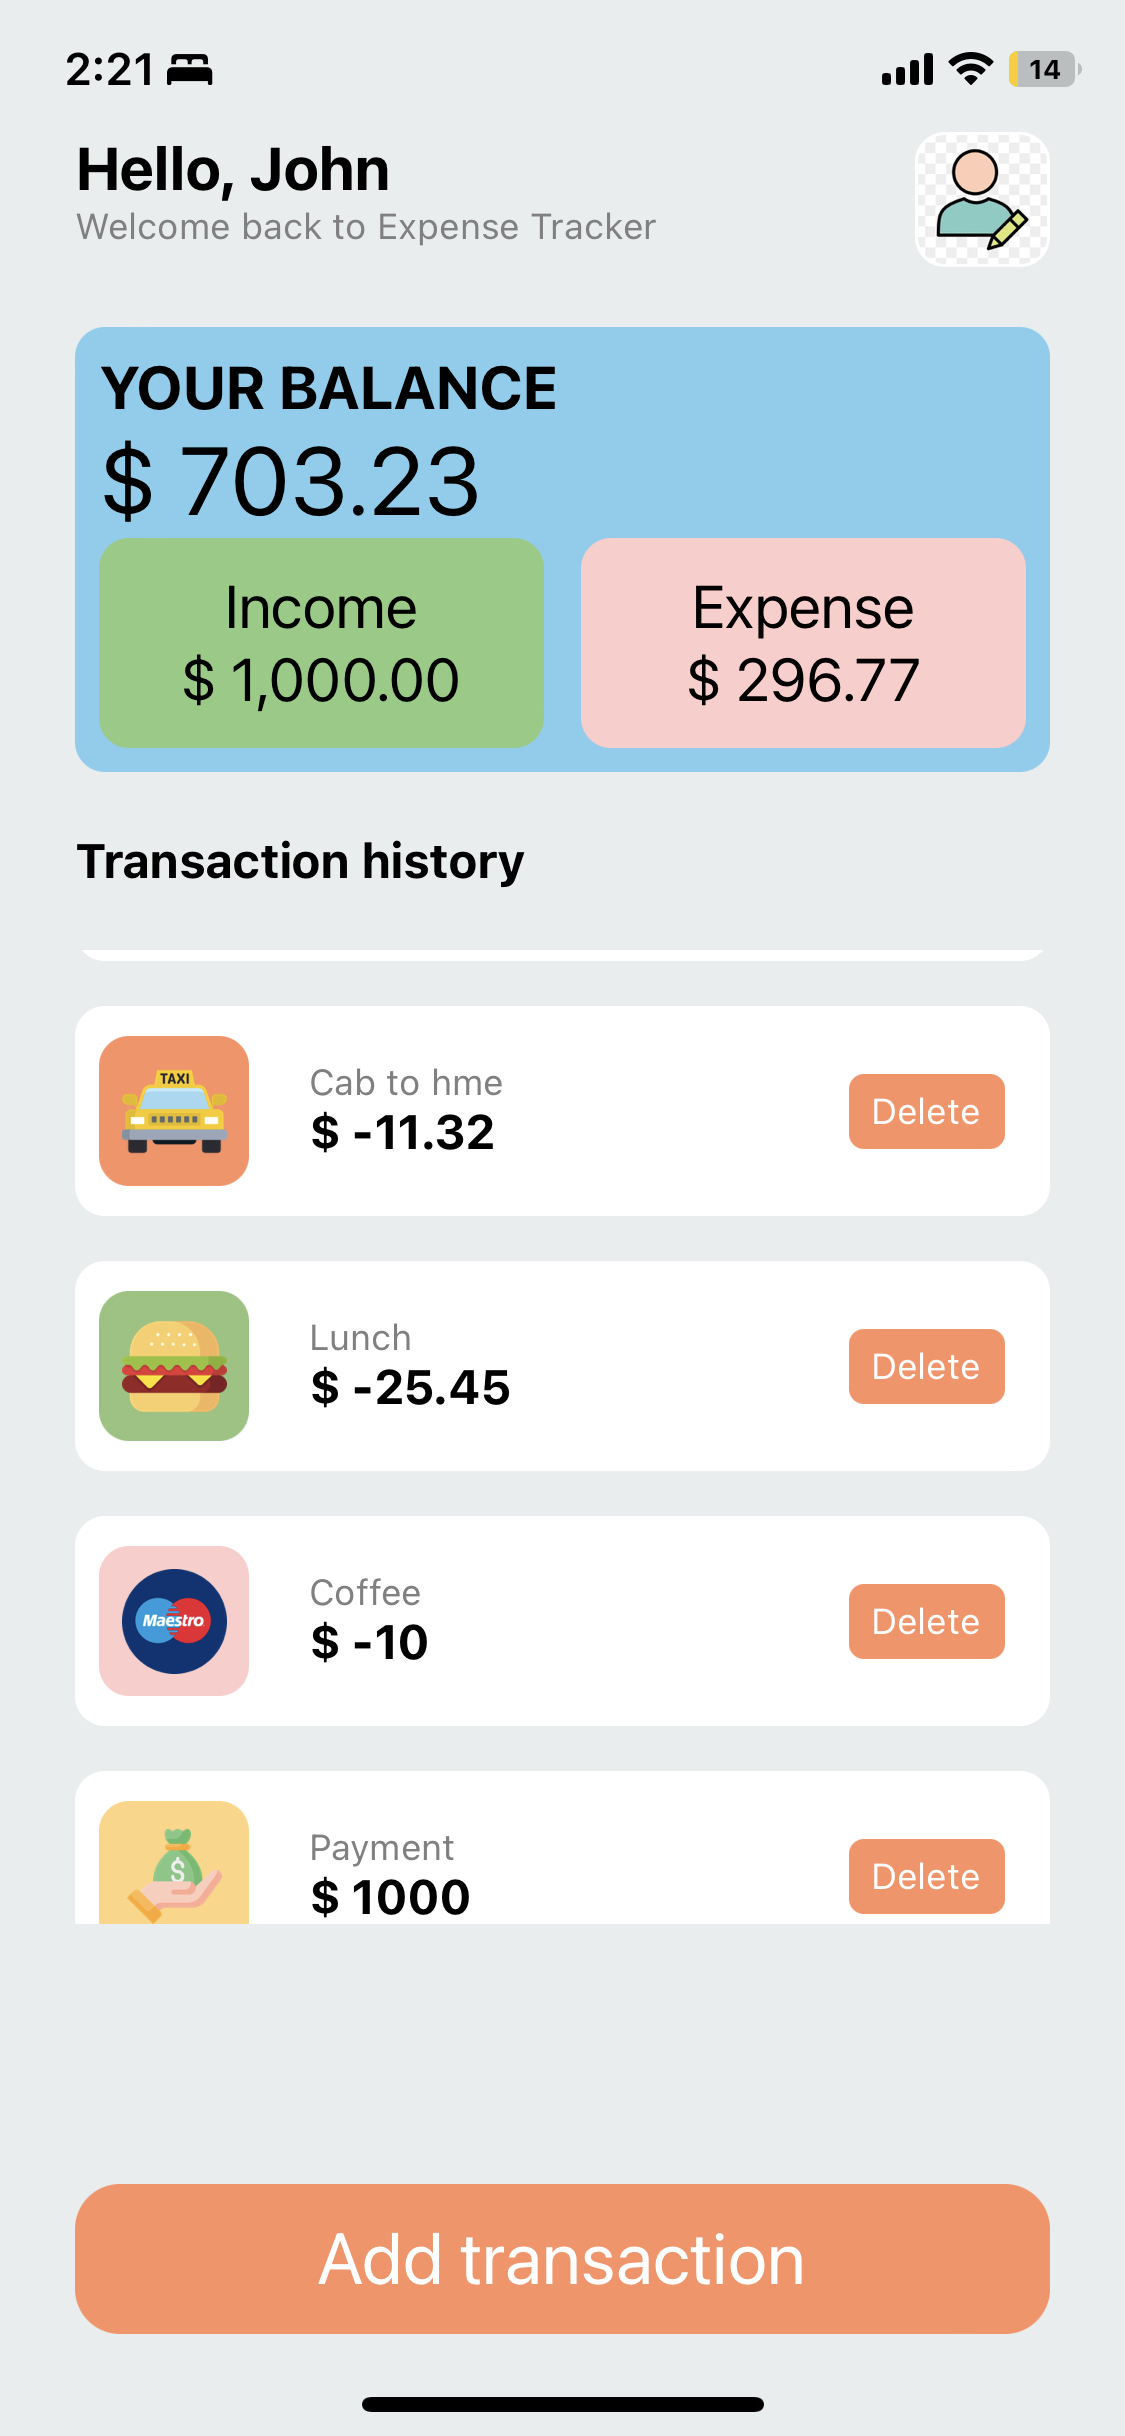 2:21
14
Hello, John
Welcome back to Expense Tracker
YOUR BALANCE
$ 703.23
Income
$ 1,000.00
Expense
$ 296.77
Transaction history
TAXI
Cab to hme
$ -11.32
Delete
Lunch
$ -25.45
Delete
Maestro
Coffee
$ -10
Delete
$
Payment
$ 1000
Delete
Add transaction